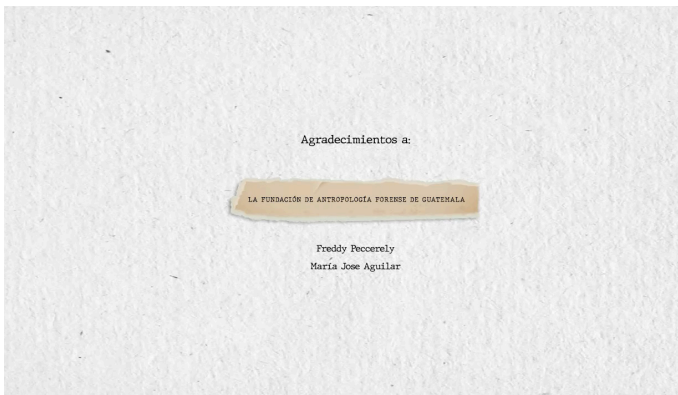 Agradecimientos a:
LA FUNDACIÓN DE ANTROPOLOGÍA FORENSE DE GUATEMALA
Freddy Peccerely
María Jose Aguilar